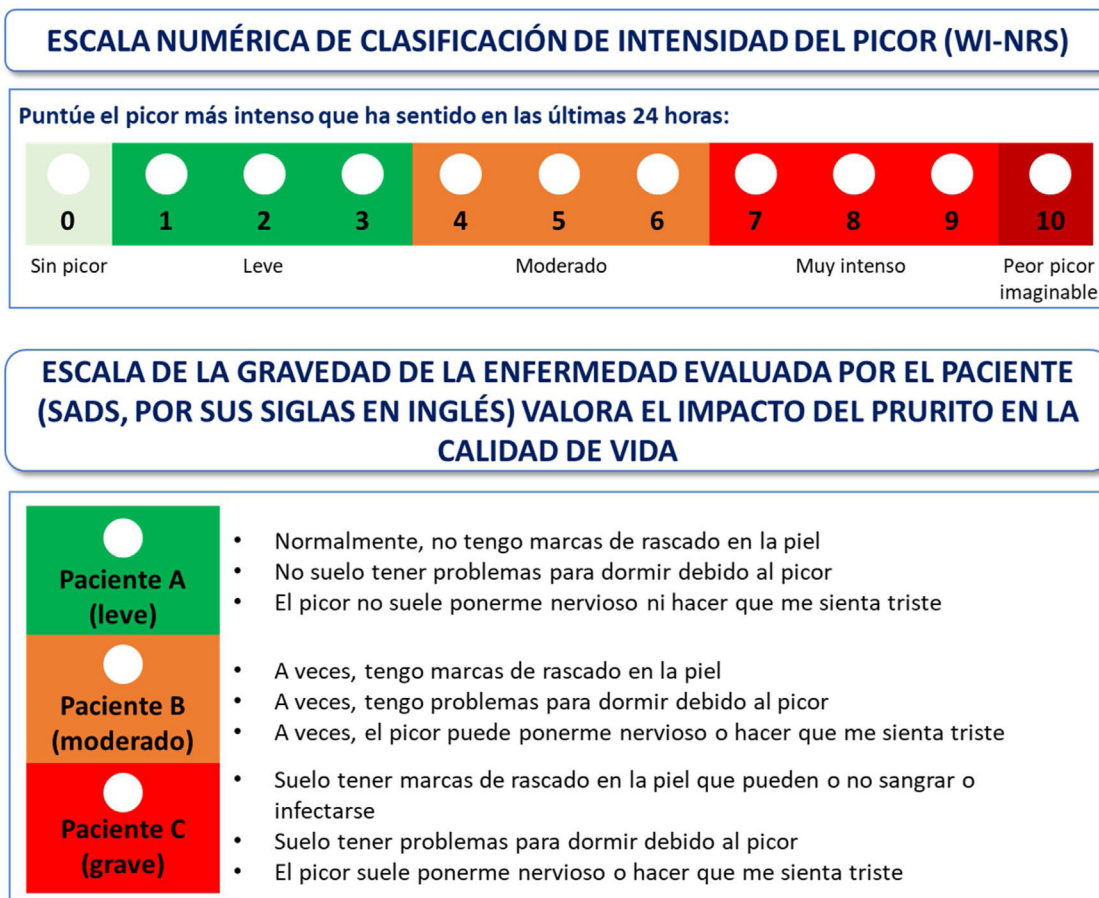 ESCALA NUMÉRICA DE CLASIFICACIÓN DE INTENSIDAD DEL PICOR (WI-NRS)
Puntúe el picor más intenso que ha sentido en las últimas 24 horas:
0 1 2 3 4 5 6 7 8 9 10
Sin picor Leve Moderado Muy intenso Peor picor
imaginable
ESCALA DE LA GRAVEDAD DE LA ENFERMEDAD EVALUADA POR EL PACIENTE
(SADS, POR SUS SIGLAS EN INGLÉS) VALORA EL IMPACTO DEL PRURITO EN LA
CALIDAD DE VIDA
Paciente A
(leve)
• Normalmente, no tengo marcas de rascado en la piel
• No suelo tener problemas para dormir debido al picor
• El picor no suele ponerme nervioso ni hacer que me sienta triste
Paciente B
(moderado)
• A veces, tengo marcas de rascado en la piel
• A veces, tengo problemas para dormir debido al picor
• A veces, el picor puede ponerme nervioso o hacer que me sienta triste
Paciente C
(grave)
• Suelo tener marcas de rascado en la piel que pueden o no sangrar o
infectarse
• Suelo tener problemas para dormir debido al picor
• El picor suele ponerme nervioso o hacer que me sienta triste